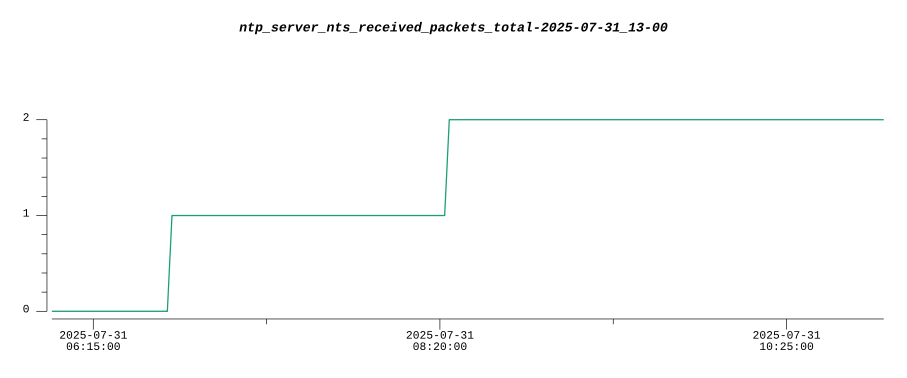 ntp_server_nts_received_packets_total-2025-07-31_13-00
2
1
0
2025-07-31 2025-07-31 2025-07-31
06:15:00 08:20:00 10:25:00